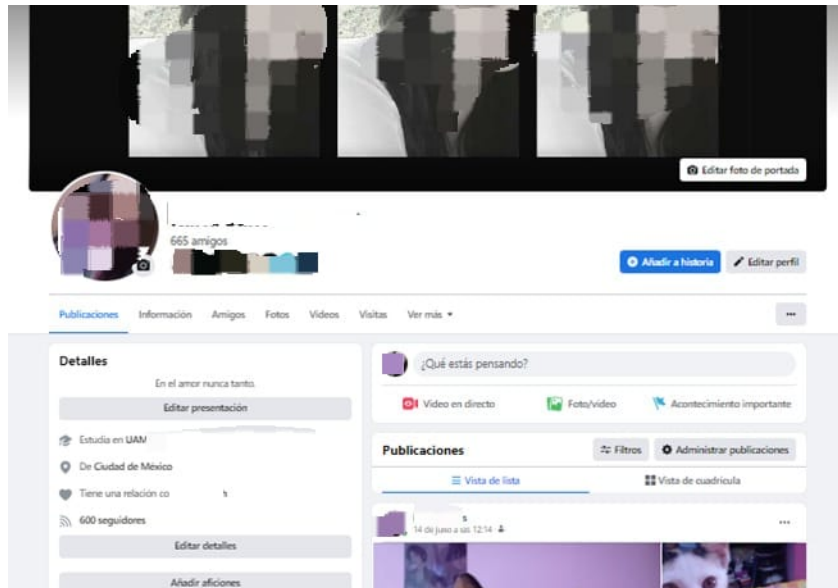 Editar foto de portada
665 amigos
Añadir a historia
Editar perfil
Publicaciones Información Amigos Fotos Videos Visitas Ver más
Detalles
En el amor nunca tanto.
Editar presentación
Estudia en UAM
De Ciudad de México
Tiene una relación co
600 seguidores
Editar detalles
Añadir aficiones
¿Qué estás pensando?
Video en directo Foto/video Acontecimiento importante
Publicaciones Filtros Administrar publicaciones
Vista de lista Vista de cuadrícula
s
14 de junio a las 12:14